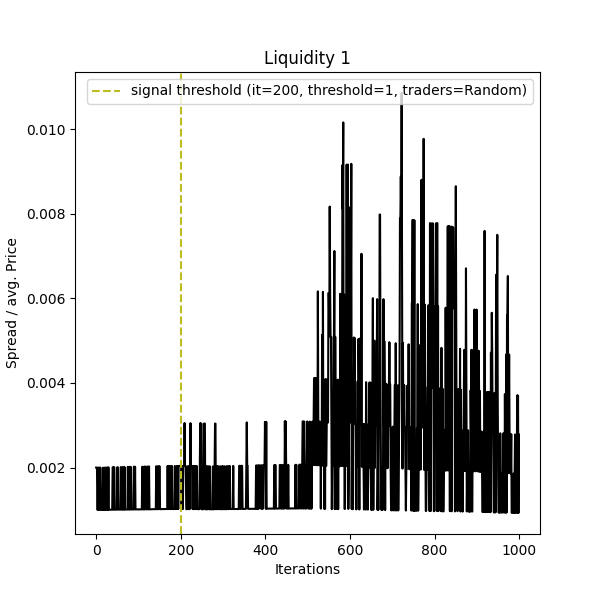 Liquidity 1
signal threshold (it=200, threshold=1, traders=Random)
Spread / avg. Price
0.010
0.008
0.006
0.004
0.002
0 200 400 600 800 1000
Iterations